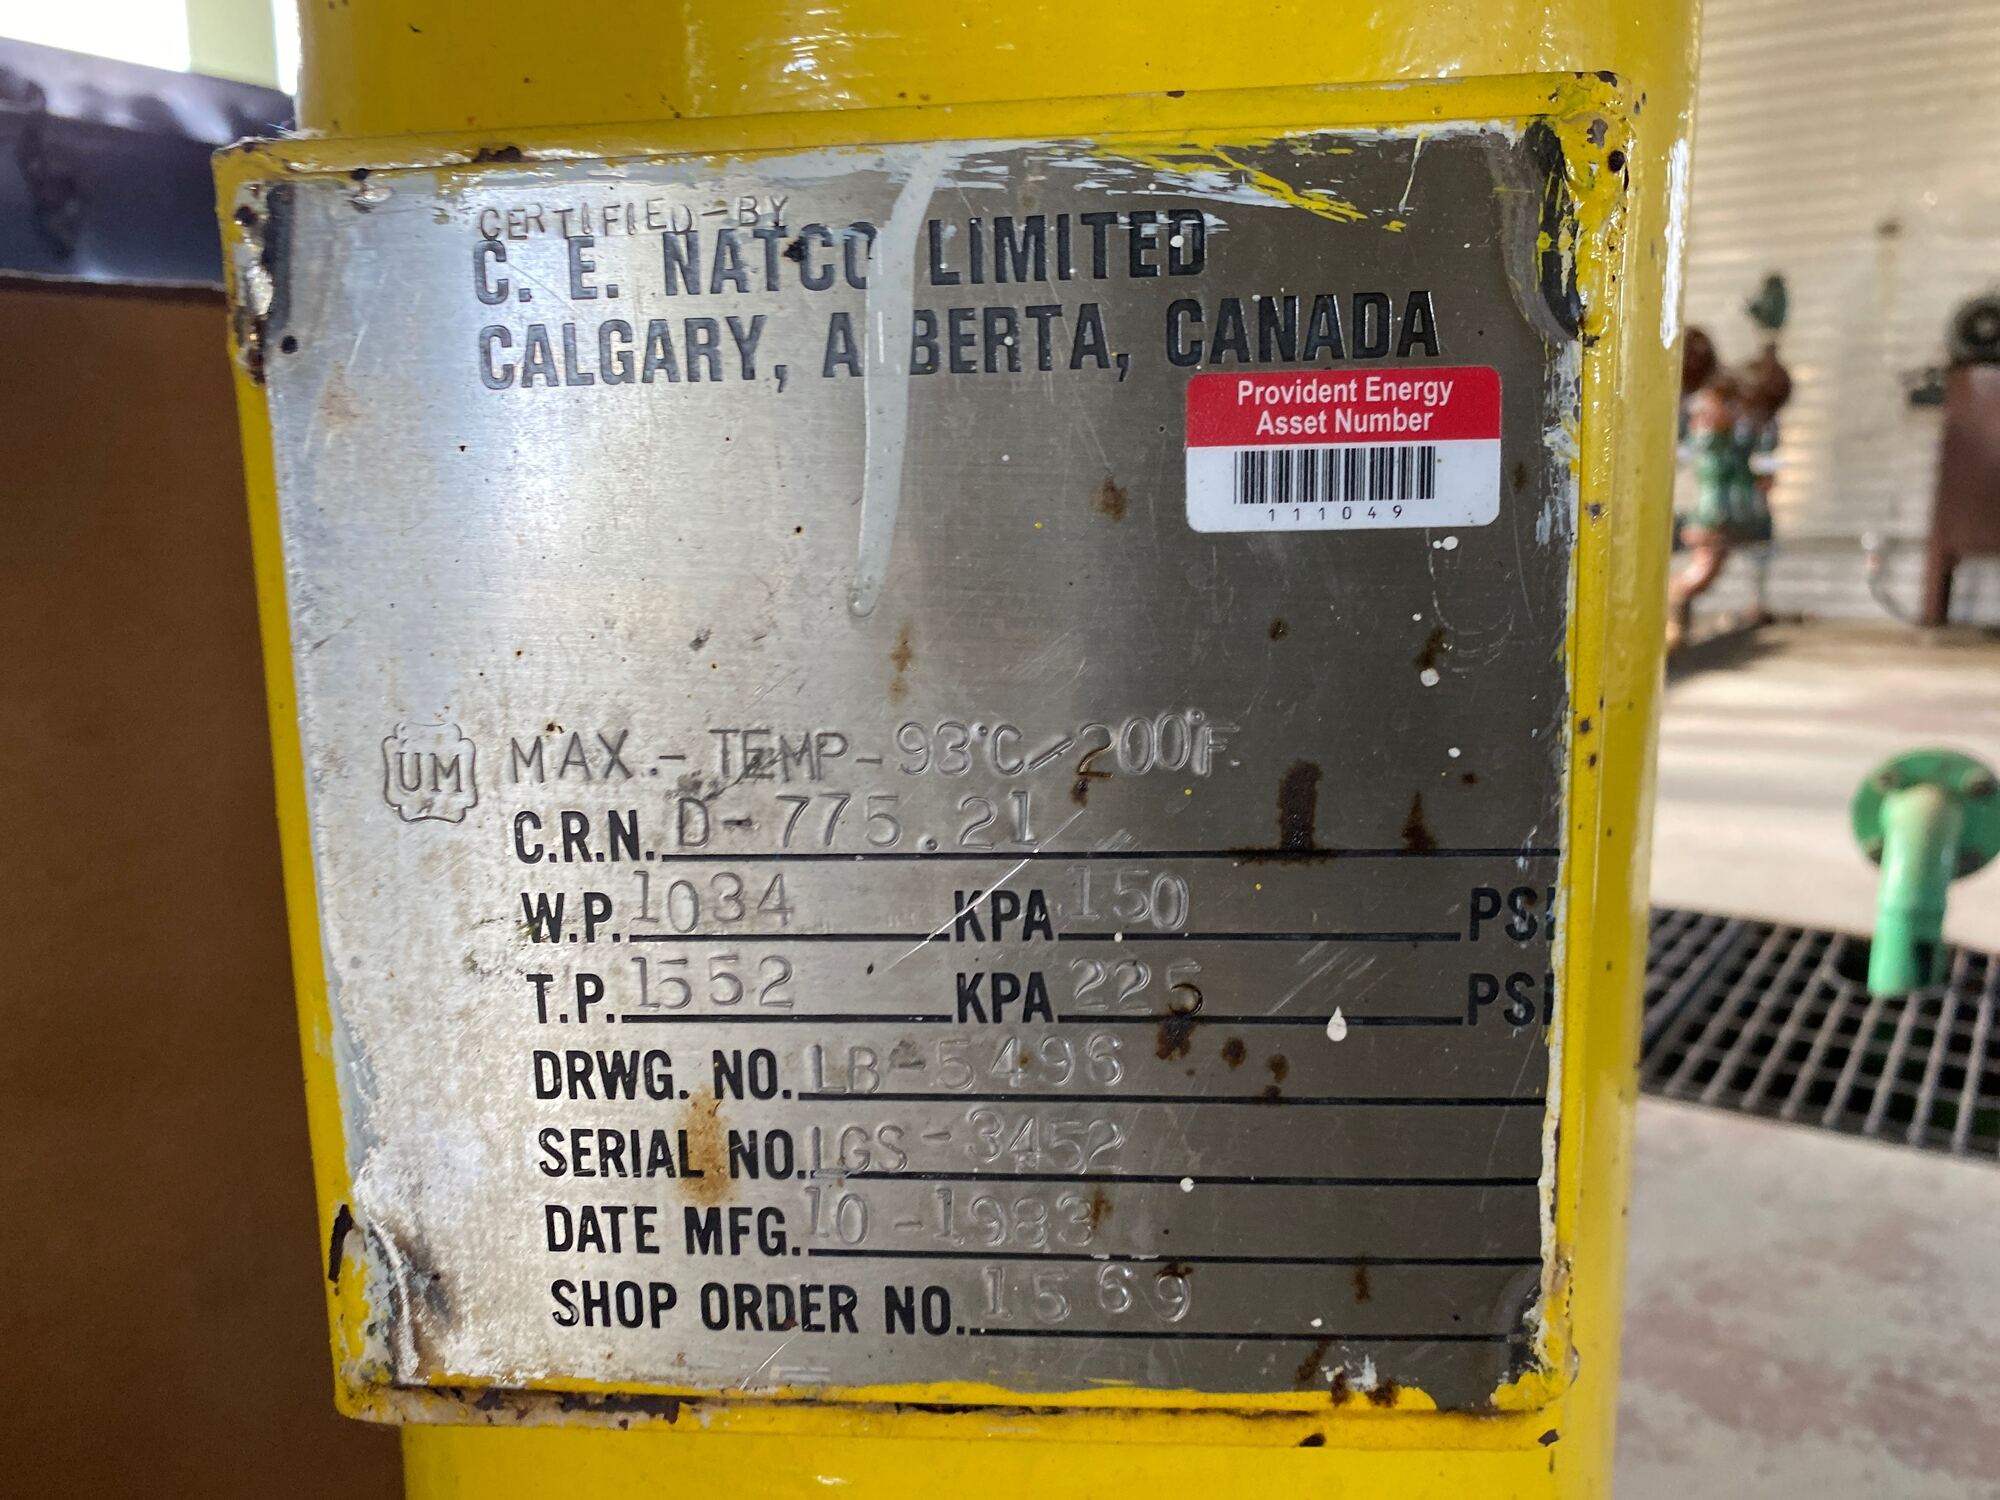 CERTIFIED-BY
C. E. NATCO LIMITED
CALGARY, ALBERTA, CANADA
Provident Energy
Asset Number
111049
UM
MAX.-TEMP-93°C/200°F.
C.R.N. D-775.21
W.P. 1034 KPA 150 PSI
T.P. 1552 KPA 225 PSI
DRWG. NO. LB-5496
SERIAL NO. LGS-3452
DATE MFG. 10-1983
SHOP ORDER NO. 1569